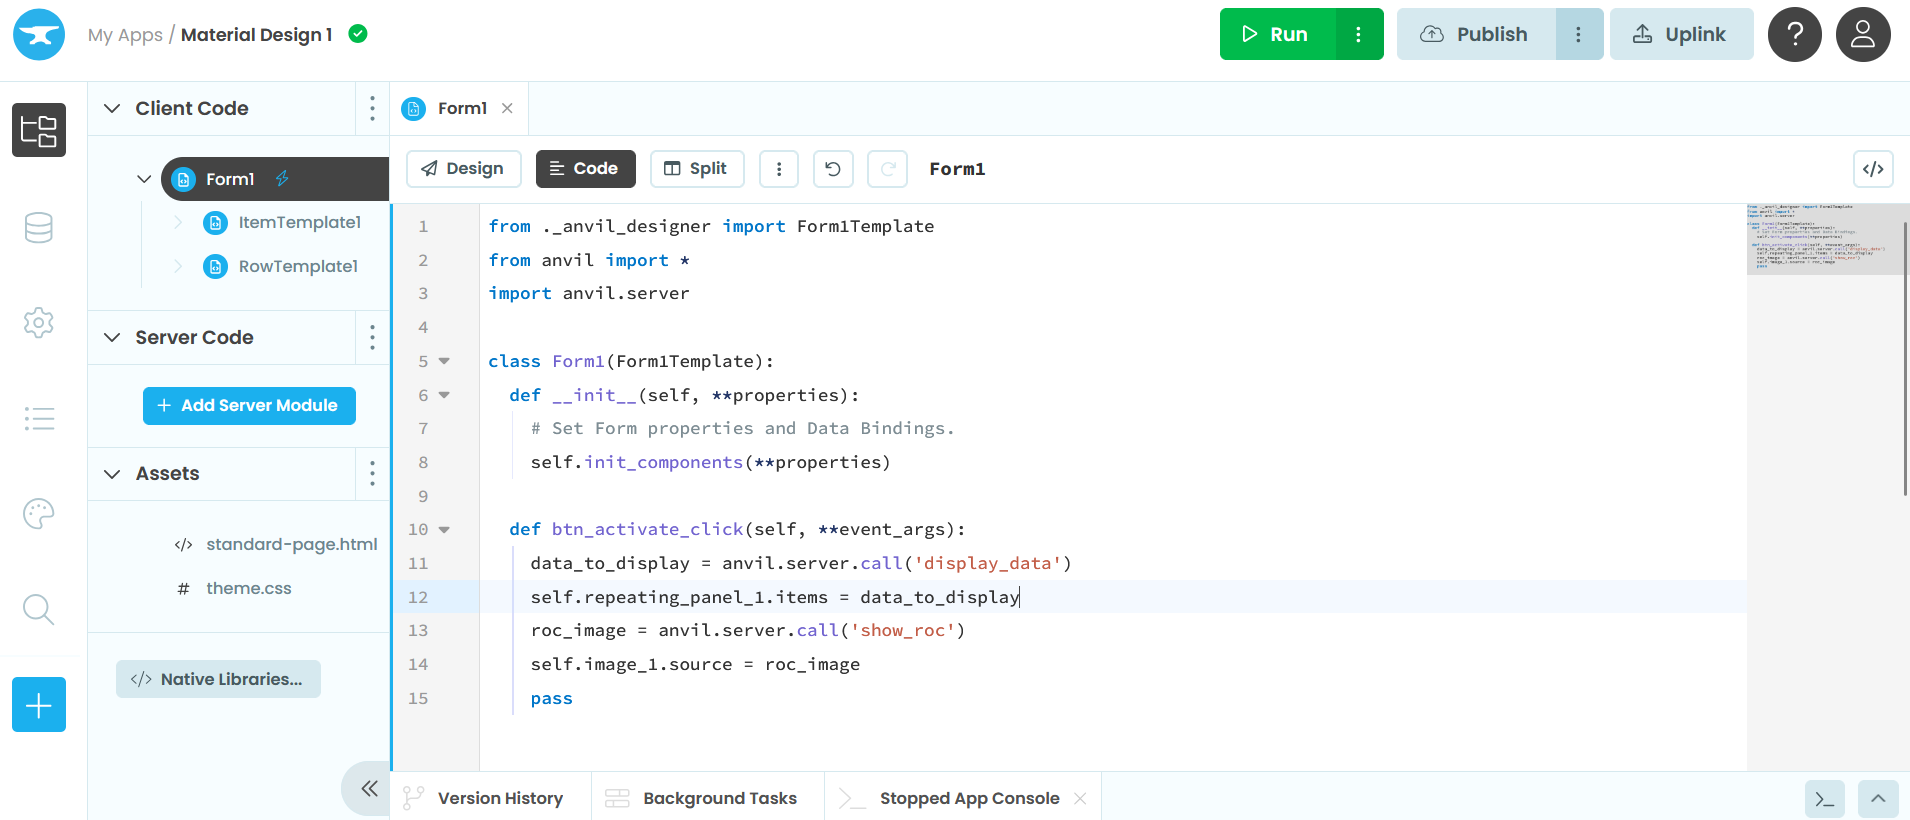 My Apps / Material Design 1
Run
Publish
Uplink
?
Client Code
Form1
ItemTemplate1
RowTemplate1
Server Code
+ Add Server Module
Assets
</> standard-page.html
# theme.css
</> Native Libraries...
Form1 ×
Design
Code
Split
Form1
</>
1 from ._anvil_designer import Form1Template
2 from anvil import *
3 import anvil.server
4
5 class Form1(Form1Template):
6 def __init__(self, **properties):
7 # Set Form properties and Data Bindings.
8 self.init_components(**properties)
9
10 def btn_activate_click(self, **event_args):
11 data_to_display = anvil.server.call('display_data')
12 self.repeating_panel_1.items = data_to_display
13 roc_image = anvil.server.call('show_roc')
14 self.image_1.source = roc_image
15 pass
Version History
Background Tasks
Stopped App Console ×